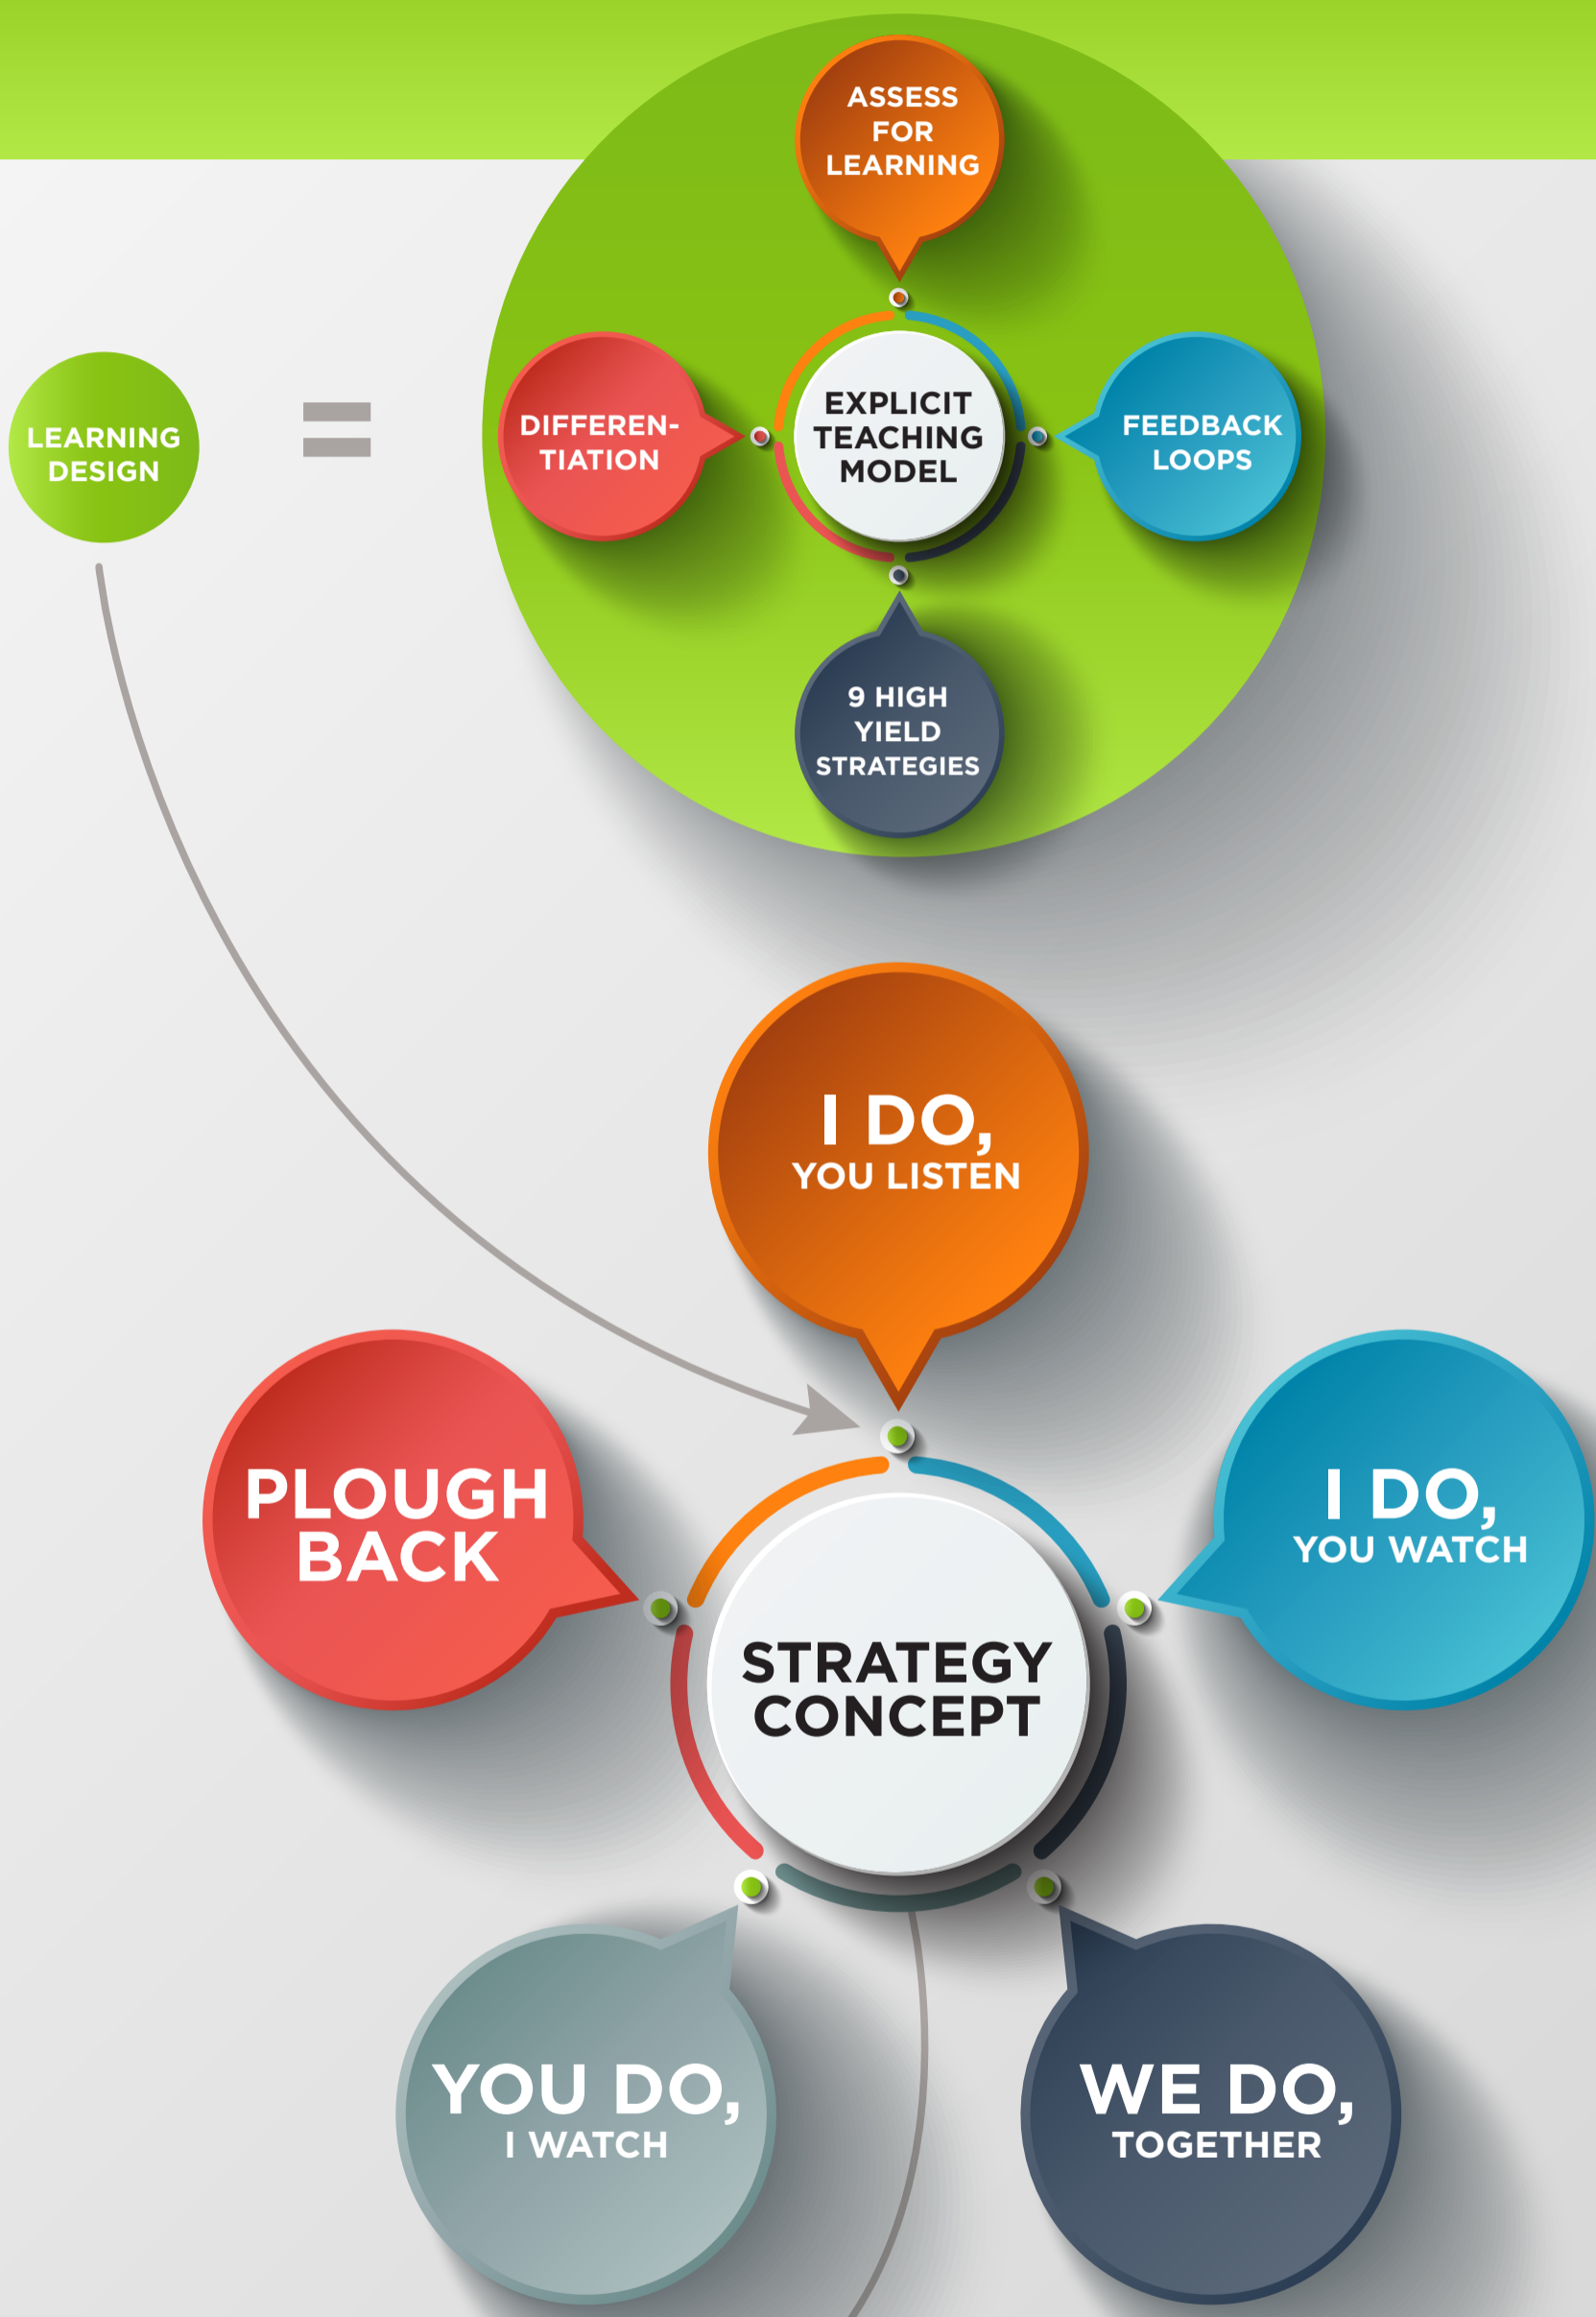 ASSESS
FOR
LEARNING
LEARNING
DESIGN
=
DIFFEREN-
TIATION
EXPLICIT
TEACHING
MODEL
FEEDBACK
LOOPS
9 HIGH
YIELD
STRATEGIES
I DO,
YOU LISTEN
PLOUGH
BACK
I DO,
YOU WATCH
STRATEGY
CONCEPT
YOU DO,
I WATCH
WE DO,
TOGETHER